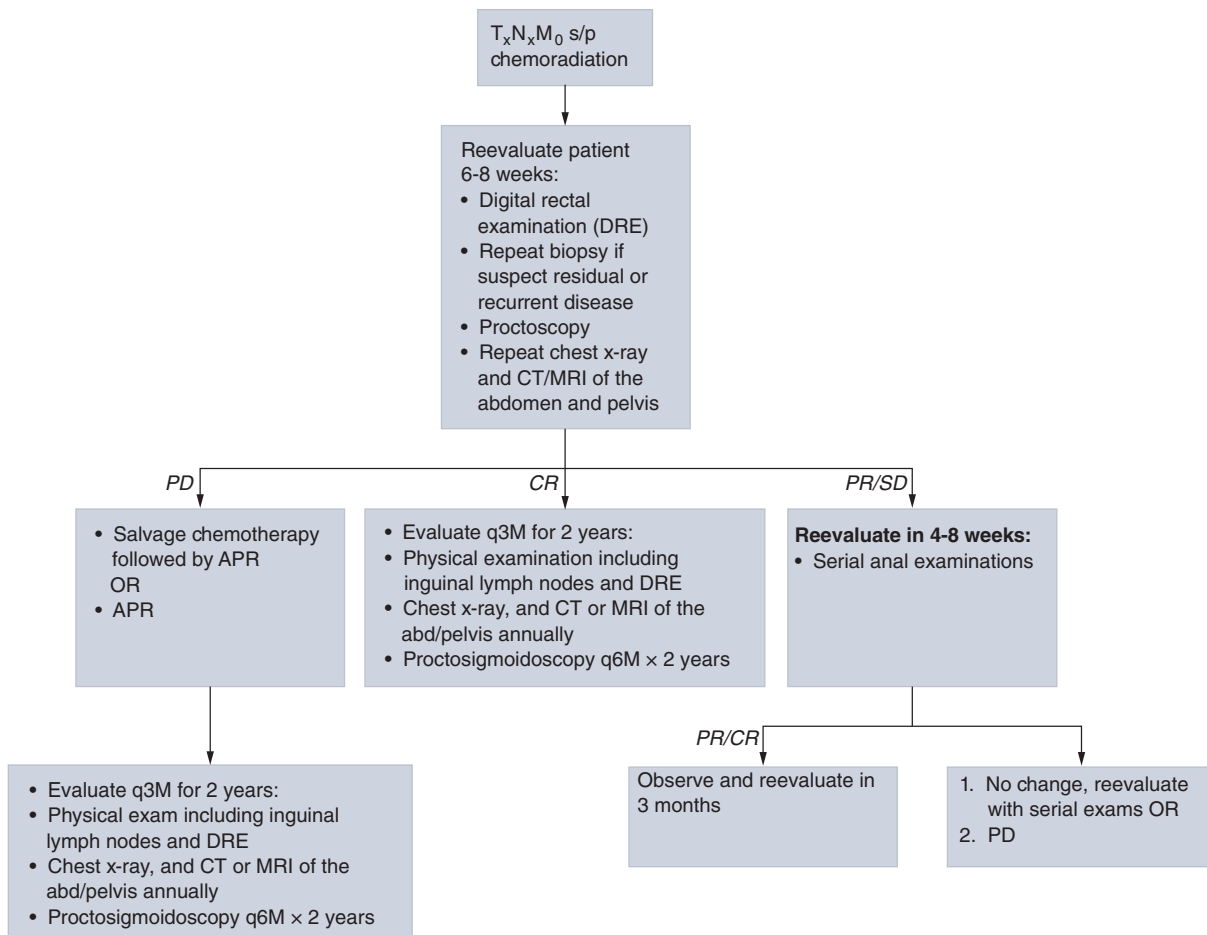 TxNxM0 s/p
chemoradiation
Reevaluate patient
6-8 weeks:
• Digital rectal
examination (DRE)
• Repeat biopsy if
suspect residual or
recurrent disease
• Proctoscopy
• Repeat chest x-ray
and CT/MRI of the
abdomen and pelvis
PD
CR
PR/SD
• Salvage chemotherapy
followed by APR
OR
• APR
• Evaluate q3M for 2 years:
• Physical examination including
inguinal lymph nodes and DRE
• Chest x-ray, and CT or MRI of the
abd/pelvis annually
• Proctosigmoidoscopy q6M × 2 years
Reevaluate in 4-8 weeks:
• Serial anal examinations
PR/CR
• Evaluate q3M for 2 years:
• Physical exam including inguinal
lymph nodes and DRE
• Chest x-ray, and CT or MRI of the
abd/pelvis annually
• Proctosigmoidoscopy q6M × 2 years
Observe and reevaluate in
3 months
1. No change, reevaluate
with serial exams OR
2. PD